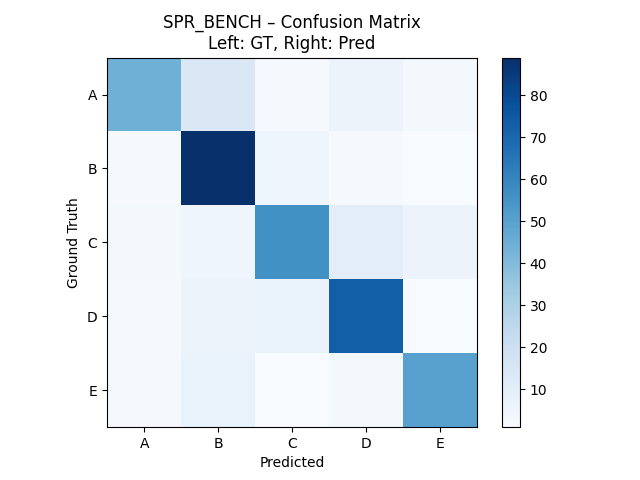 SPR_BENCH – Confusion Matrix
Left: GT, Right: Pred
A
B
C
D
E
Ground Truth
A B C D E
Predicted
80
70
60
50
40
30
20
10